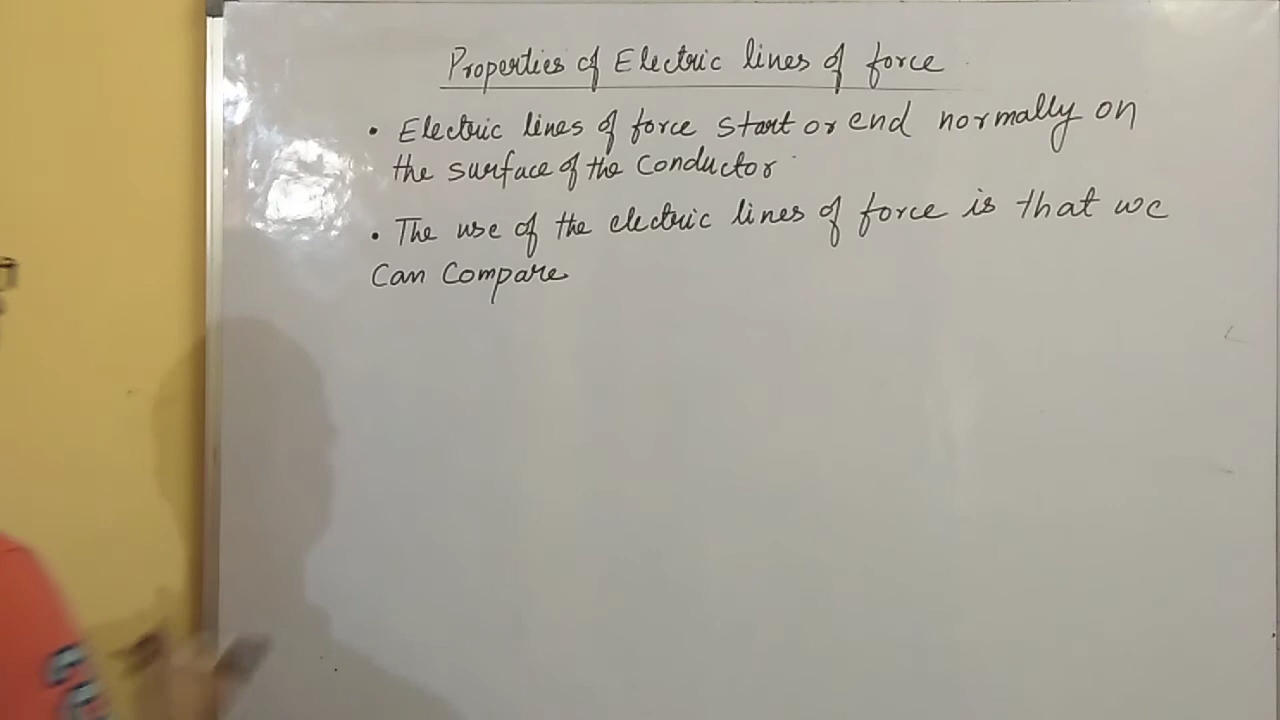 Properties of Electric lines of force
• Electric lines of force start or end normally on
the surface of the Conductor
• The use of the electric lines of force is that we
Can Compare